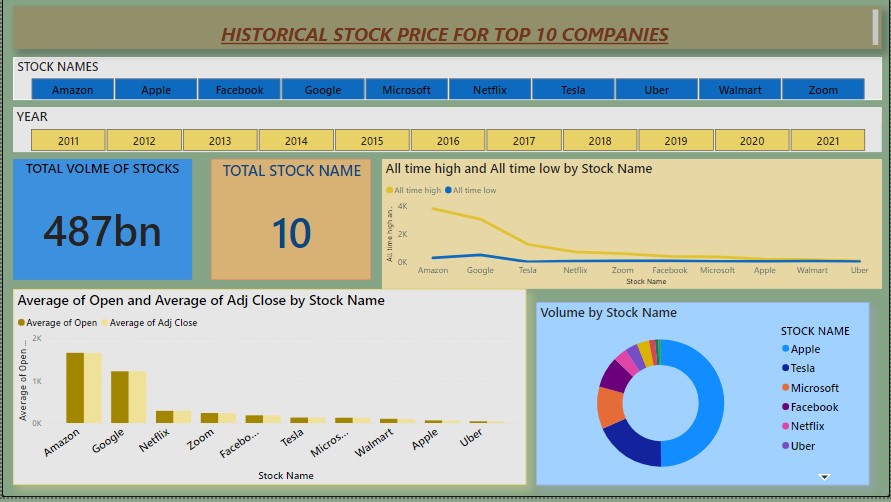 HISTORICAL STOCK PRICE FOR TOP 10 COMPANIES
STOCK NAMES
Amazon Apple Facebook Google Microsoft Netflix Tesla Uber Walmart Zoom
YEAR
2011 2012 2013 2014 2015 2016 2017 2018 2019 2020 2021
TOTAL VOLME OF STOCKS
487bn
TOTAL STOCK NAME
10
All time high and All time low by Stock Name
All time high All time low
All time high an...
4K
2K
0K
Amazon Google Tesla Netflix Zoom Facebook Microsoft Apple Walmart Uber
Stock Name
Average of Open and Average of Adj Close by Stock Name
Average of Open Average of Adj Close
Average of Open ...
2K
1K
0K
Amazon Google Netflix Zoom Facebo... Tesla Micros... Walmart Apple Uber
Stock Name
Volume by Stock Name
STOCK NAME
Apple
Tesla
Microsoft
Facebook
Netflix
Uber